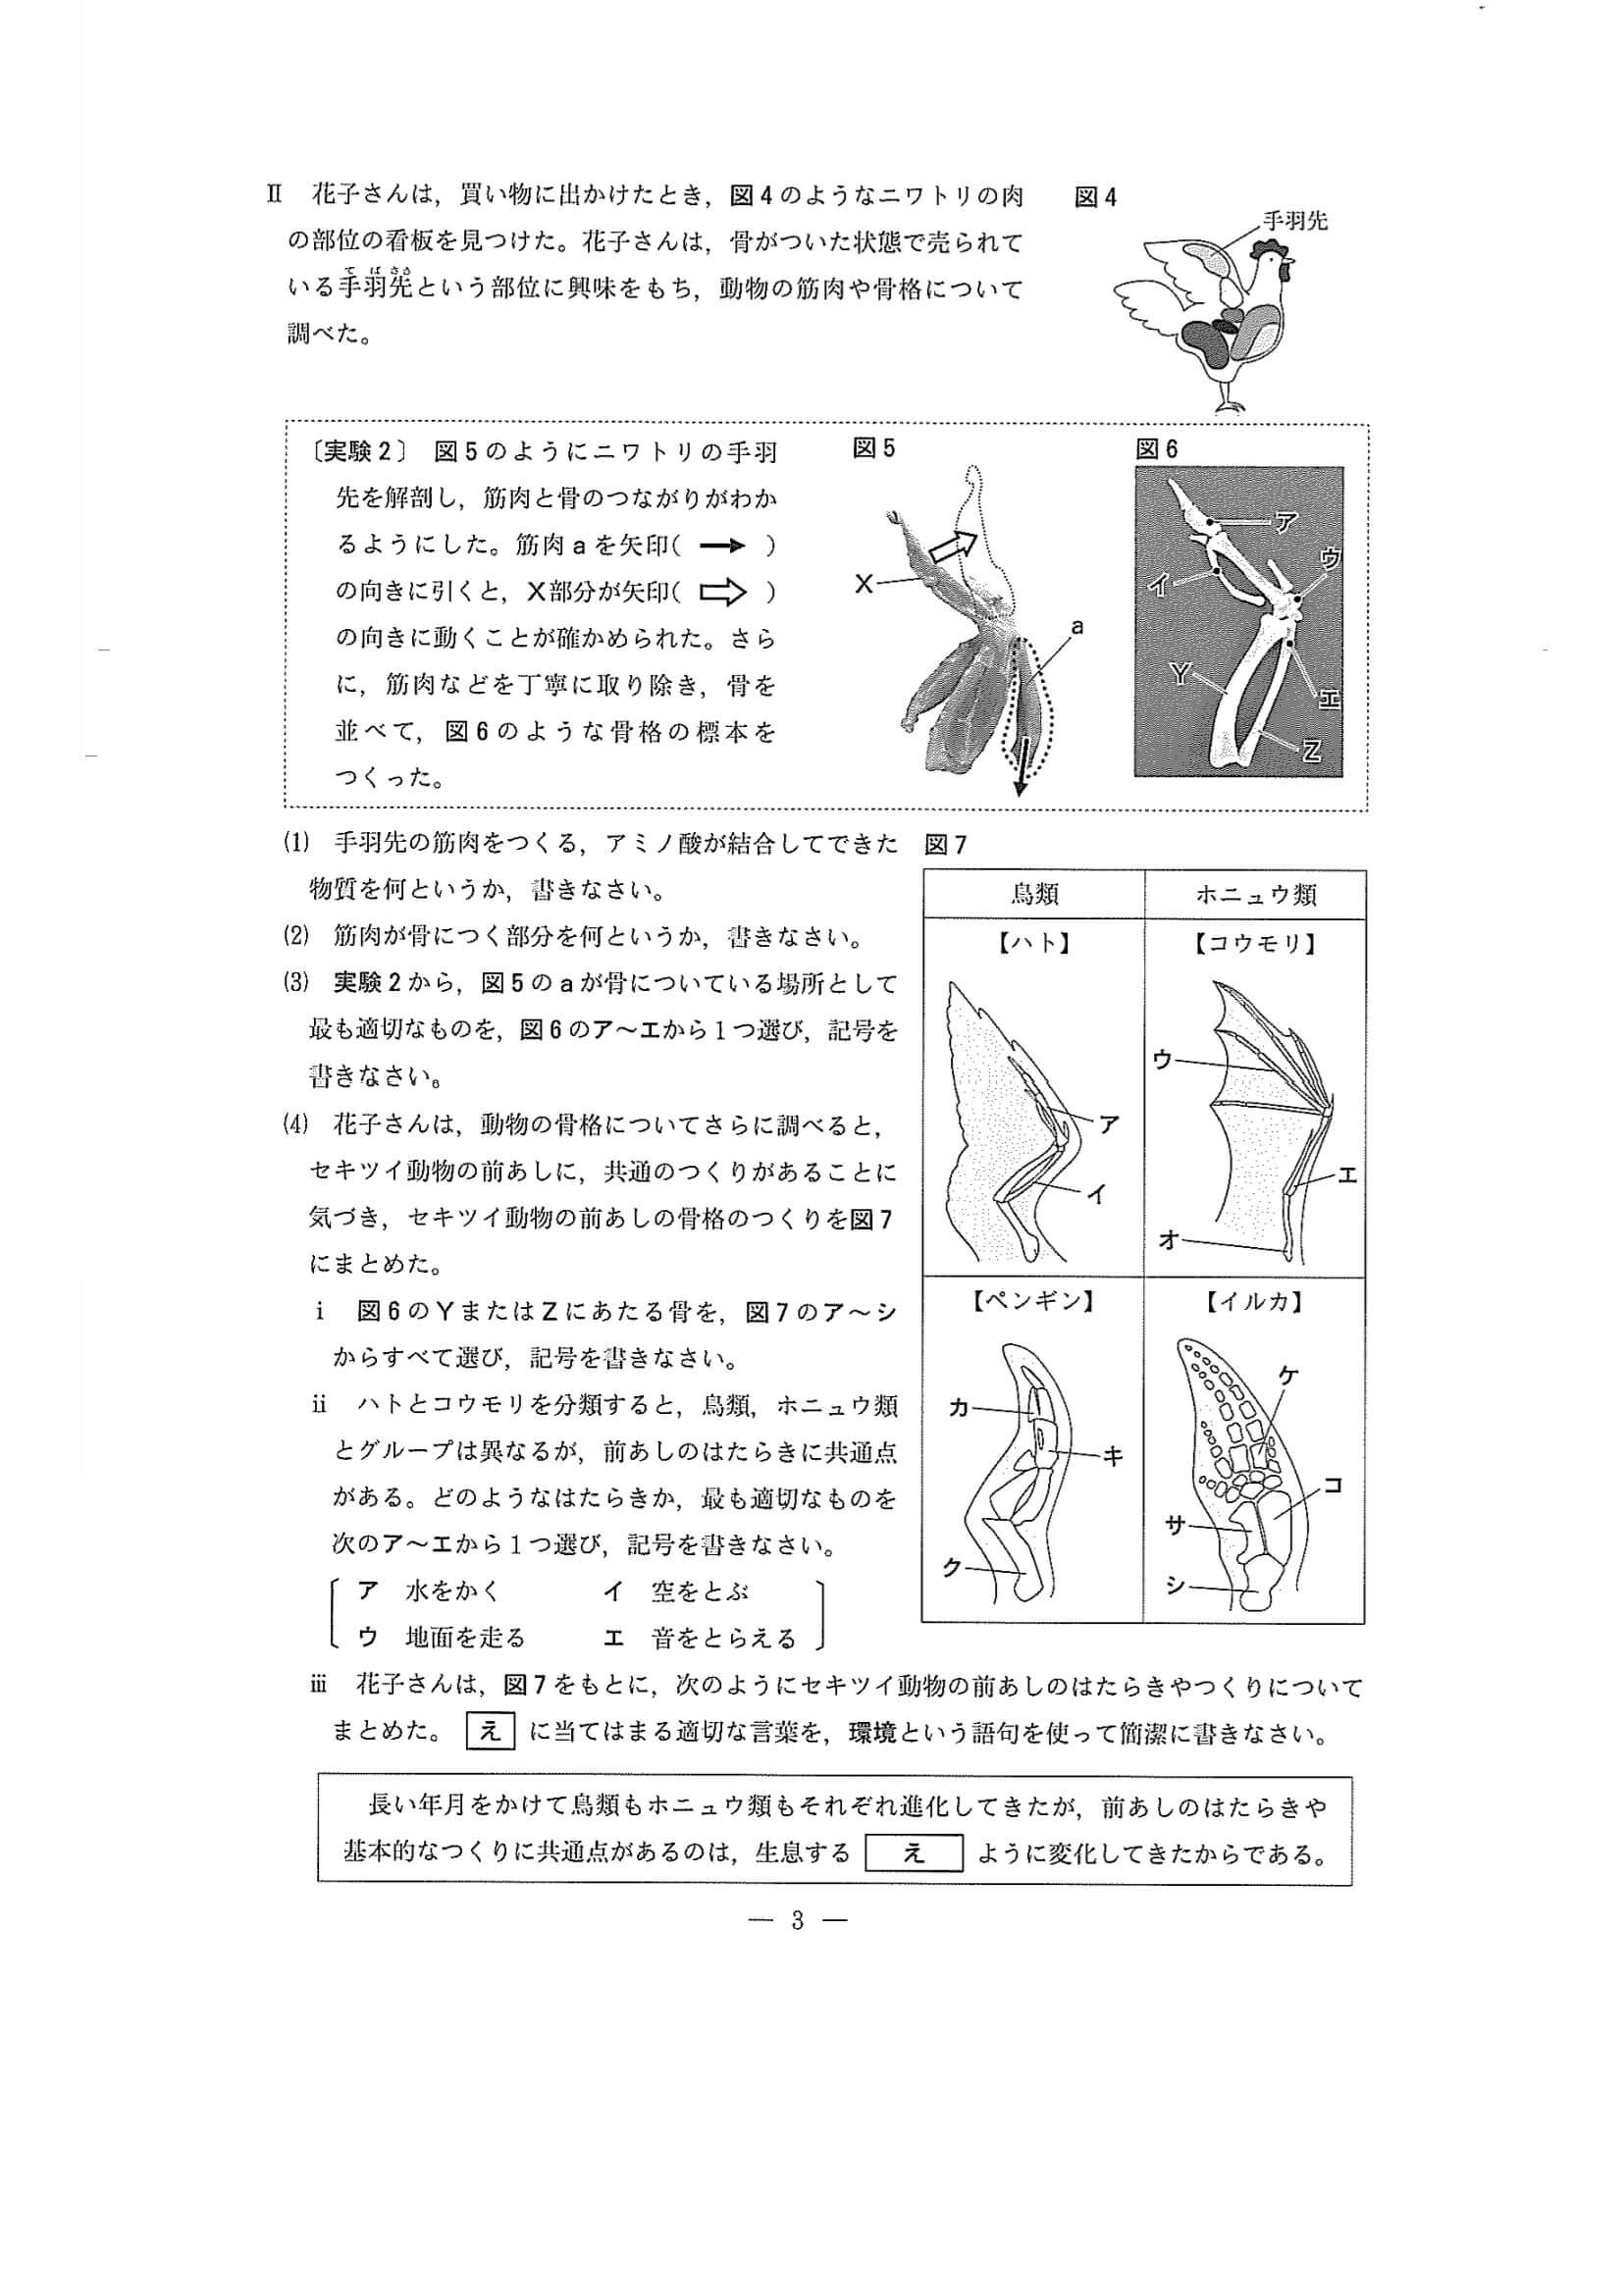 Ⅱ　花子さんは，買い物に出かけたとき，図4のようなニワトリの肉
の部位の看板を見つけた。花子さんは，骨がついた状態で売られて
いる手羽先という部位に興味をもち，動物の筋肉や骨格について
てばさき
調べた。
図4
手羽先
〔実験2〕 図5のようにニワトリの手羽
先を解剖し，筋肉と骨のつながりがわか
るようにした。筋肉aを矢印( → )
の向きに引くと，X部分が矢印( ⇨ )
の向きに動くことが確かめられた。さら
に，筋肉などを丁寧に取り除き，骨を
並べて，図6のような骨格の標本を
つくった。
図5
X
a
図6
ア
ウ
イ
Y
エ
Z
(1)　手羽先の筋肉をつくる，アミノ酸が結合してできた
物質を何というか，書きなさい。
(2)　筋肉が骨につく部分を何というか，書きなさい。
(3)　実験2から，図5のaが骨についている場所として
最も適切なものを，図6のア～エから1つ選び，記号を
書きなさい。
(4)　花子さんは，動物の骨格についてさらに調べると，
セキツイ動物の前あしに，共通のつくりがあることに
気づき，セキツイ動物の前あしの骨格のつくりを図7
にまとめた。
ⅰ　図6のYまたはZにあたる骨を，図7のア～シ
からすべて選び，記号を書きなさい。
ⅱ　ハトとコウモリを分類すると，鳥類，ホニュウ類
とグループは異なるが，前あしのはたらきに共通点
がある。どのようなはたらきか，最も適切なものを
次のア～エから1つ選び，記号を書きなさい。
ア　水をかく　　イ　空をとぶ
ウ　地面を走る　　エ　音をとらえる
図7
鳥類　ホニュウ類
【ハト】　【コウモリ】
ア
イ
ウ
エ
オ
【ペンギン】　【イルカ】
カ
キ
ク
ケ
コ
サ
シ
ⅲ　花子さんは，図7をもとに，次のようにセキツイ動物の前あしのはたらきやつくりについて
まとめた。 え に当てはまる適切な言葉を，環境という語句を使って簡潔に書きなさい。
長い年月をかけて鳥類もホニュウ類もそれぞれ進化してきたが，前あしのはたらきや
基本的なつくりに共通点があるのは，生息する え ように変化してきたからである。
― 3 ―